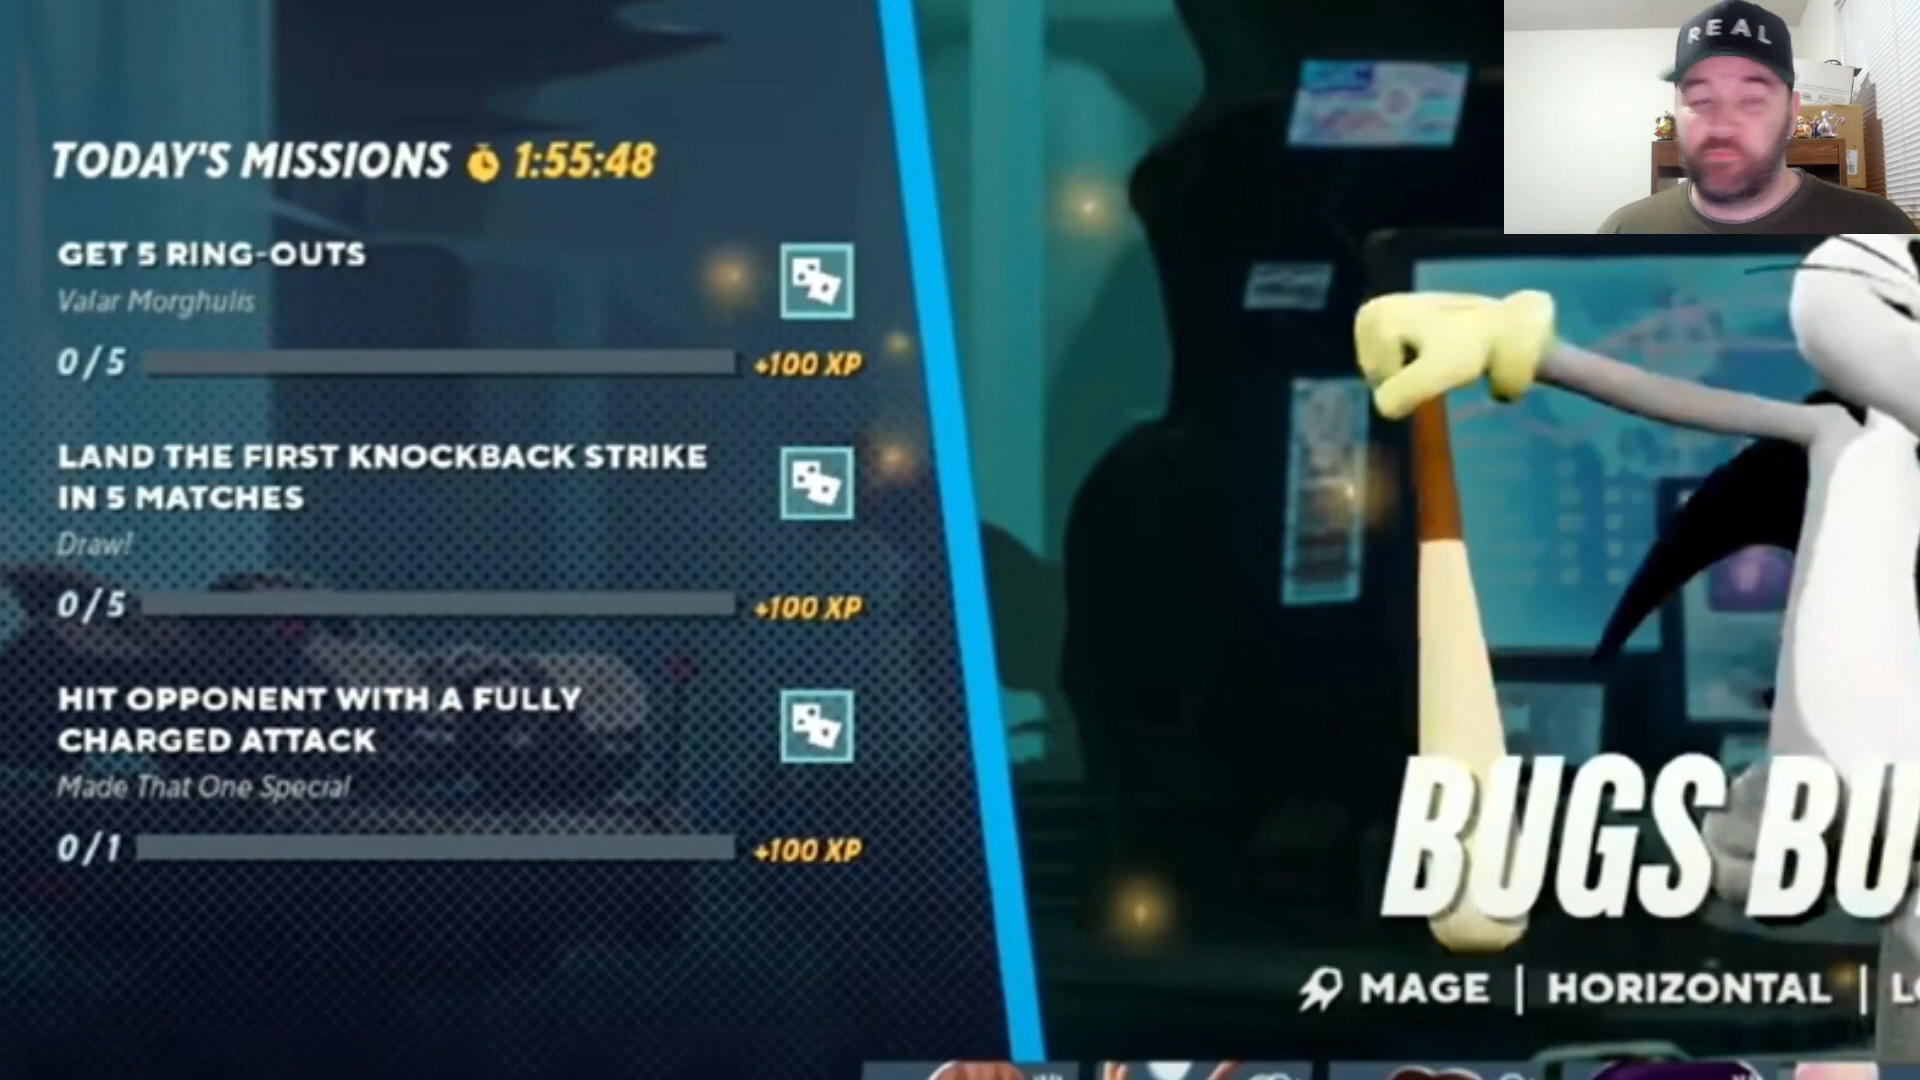 REAL
TODAY'S MISSIONS 1:55:48
GET 5 RING-OUTS
Valar Morghulis
0/5
+100 XP
LAND THE FIRST KNOCKBACK STRIKE
IN 5 MATCHES
Draw!
0/5
+100 XP
HIT OPPONENT WITH A FULLY
CHARGED ATTACK
Made That One Special
0/1
+100 XP
BUGS BU
MAGE | HORIZONTAL |